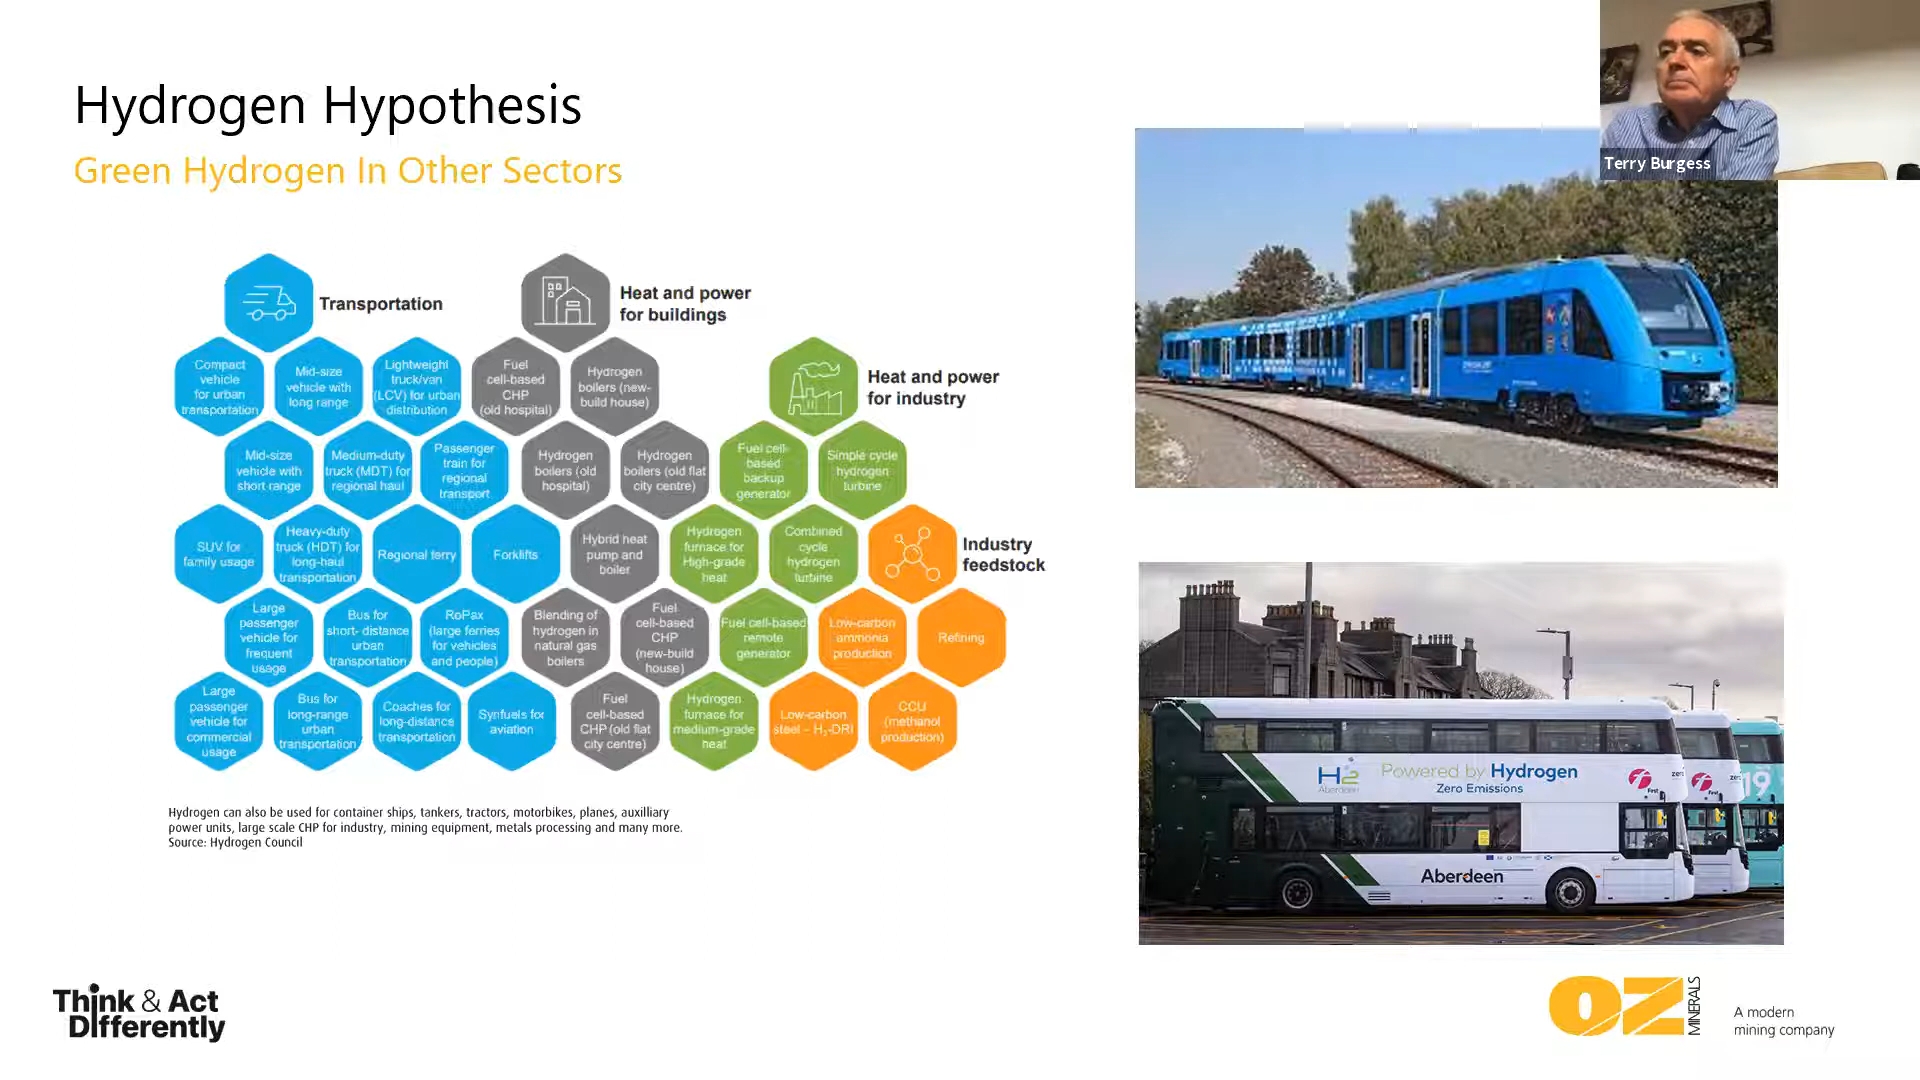 Hydrogen Hypothesis
Green Hydrogen In Other Sectors
Terry Burgess
Transportation
Heat and power
for buildings
Heat and power
for industry
Industry
feedstock
Compact
vehicle
for urban
transportation
Mid-size
vehicle with
long range
Lightweight
truck/van
(LCV) for urban
distribution
Fuel
cell-based
CHP
(old hospital)
Hydrogen
boilers (new-
build house)
Mid-size
vehicle with
short range
Medium-duty
truck (MDT) for
regional haul
Passenger
train for
regional
transport
Hydrogen
boilers (old
hospital)
Hydrogen
boilers (old flat
city centre)
Fuel cell-
based
backup
generator
Simple cycle
hydrogen
turbine
SUV for
family usage
Heavy-duty
truck (HDT) for
long-haul
transportation
Regional ferry
Forklifts
Hybrid heat
pump and
boiler
Hydrogen
furnace for
High-grade
heat
Combined
cycle
hydrogen
turbine
Large
passenger
vehicle for
frequent
usage
Bus for
short- distance
urban
transportation
RoPax
(large ferries
for vehicles
and people)
Blending of
hydrogen in
natural gas
boilers
Fuel
cell-based
CHP
(new-build
house)
Fuel cell-based
remote
generator
Low-carbon
ammonia
production
Refining
Large
passenger
vehicle for
commercial
usage
Bus for
long-range
urban
transportation
Coaches for
long-distance
transportation
Synfuels for
aviation
Fuel
cell-based
CHP (old flat
city centre)
Hydrogen
furnace for
medium-grade
heat
Low-carbon
steel – H₂-DRI
CCU
(methanol
production)
Hydrogen can also be used for container ships, tankers, tractors, motorbikes, planes, auxilliary
power units, large scale CHP for industry, mining equipment, metals processing and many more.
Source: Hydrogen Council
H2
Aberdeen
Powered by Hydrogen
Zero Emissions
First
First
19
Aberdeen
Think & Act
Differently
OZ
MINERALS
A modern
mining company